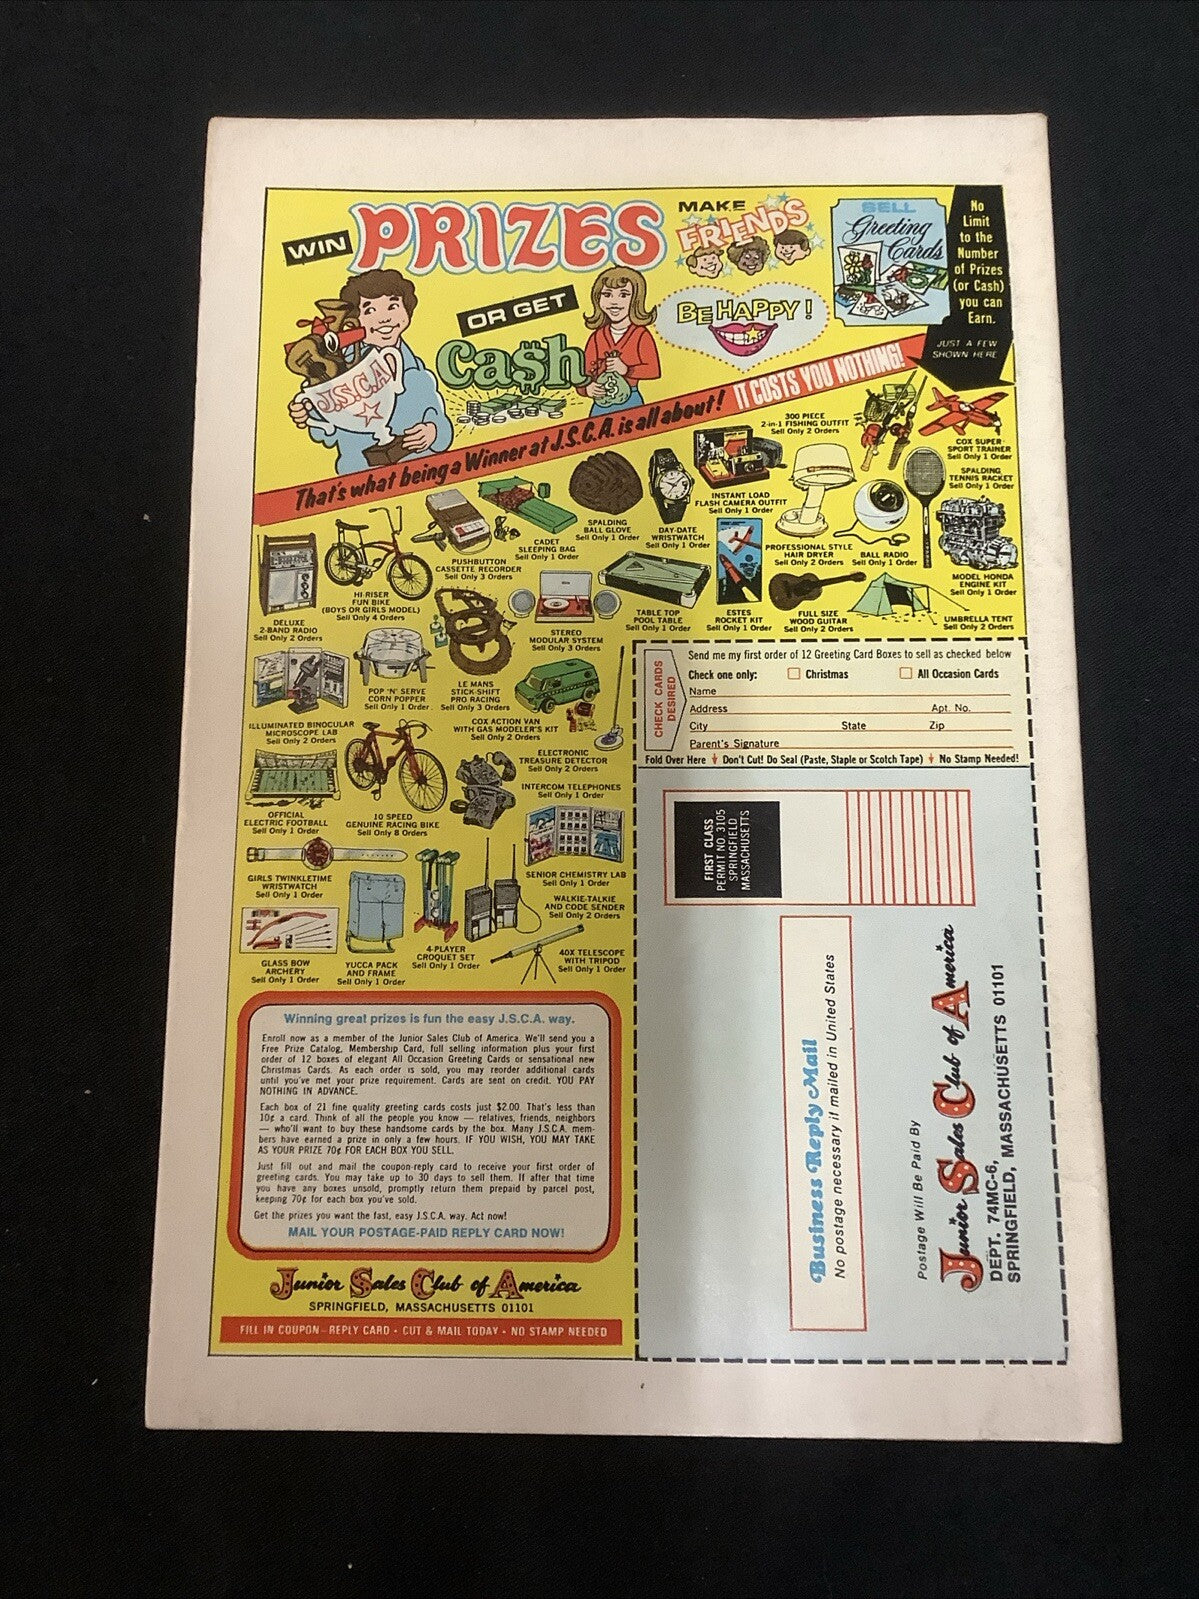 WIN PRIZES
MAKE
FRIENDS
SELL
Greeting
Cards
No
Limit
to the
Number
of Prizes
(or Cash)
you can
Earn.
JUST A FEW
SHOWN HERE
OR GET
Ca$h
BE HAPPY!
J.S.C.A.
$
That's what being a Winner at J.S.C.A. is all about! IT COSTS YOU NOTHING!
300 PIECE
2-in-1 FISHING OUTFIT
Sell Only 2 Orders
COX SUPER
SPORT TRAINER
Sell Only 1 Order
SPALDING
TENNIS RACKET
Sell Only 1 Order
INSTANT LOAD
FLASH CAMERA OUTFIT
Sell Only 1 Order
SPALDING
BALL GLOVE
Sell Only 1 Order
DAY-DATE
WRISTWATCH
Sell Only 1 Order
CADET
SLEEPING BAG
Sell Only 1 Order
PROFESSIONAL STYLE
HAIR DRYER
Sell Only 2 Orders
BALL RADIO
Sell Only 1 Order
PUSHBUTTON
CASSETTE RECORDER
Sell Only 3 Orders
MODEL HONDA
ENGINE KIT
Sell Only 1 Order
HI-RISER
FUN BIKE
(BOYS OR GIRLS MODEL)
Sell Only 4 Orders
DELUXE
2-BAND RADIO
Sell Only 2 Orders
STEREO
MODULAR SYSTEM
Sell Only 3 Orders
TABLE TOP
POOL TABLE
Sell Only 1 Order
ESTES
ROCKET KIT
Sell Only 1 Order
FULL SIZE
WOOD GUITAR
Sell Only 2 Orders
UMBRELLA TENT
Sell Only 2 Orders
POP 'N' SERVE
CORN POPPER
Sell Only 1 Order
LE MANS
STICK-SHIFT
PRO RACING
Sell Only 3 Orders
ILLUMINATED BINOCULAR
MICROSCOPE LAB
Sell Only 2 Orders
COX ACTION VAN
WITH GAS MODELER'S KIT
Sell Only 2 Orders
ELECTRONIC
TREASURE DETECTOR
Sell Only 2 Orders
INTERCOM TELEPHONES
Sell Only 1 Order
OFFICIAL
ELECTRIC FOOTBALL
Sell Only 1 Order
10 SPEED
GENUINE RACING BIKE
Sell Only 8 Orders
GIRLS TWINKLETIME
WRISTWATCH
Sell Only 1 Order
SENIOR CHEMISTRY LAB
Sell Only 1 Order
WALKIE-TALKIE
AND CODE SENDER
Sell Only 2 Orders
GLASS BOW
ARCHERY
Sell Only 1 Order
YUCCA PACK
AND FRAME
Sell Only 1 Order
4-PLAYER
CROQUET SET
Sell Only 1 Order
40X TELESCOPE
WITH TRIPOD
Sell Only 1 Order
Winning great prizes is fun the easy J.S.C.A. way.
Enroll now as a member of the Junior Sales Club of America. We'll send you a
Free Prize Catalog, Membership Card, full selling information plus your first
order of 12 boxes of elegant All Occasion Greeting Cards or sensational new
Christmas Cards. As each order is sold, you may reorder additional cards
until you've met your prize requirement. Cards are sent on credit. YOU PAY
NOTHING IN ADVANCE.
Each box of 21 fine quality greeting cards costs just $2.00. That's less than
10¢ a card. Think of all the people you know — relatives, friends, neighbors
— who'll want to buy these handsome cards by the box. Many J.S.C.A. mem-
bers have earned a prize in only a few hours. IF YOU WISH, YOU MAY TAKE
AS YOUR PRIZE 70¢ FOR EACH BOX YOU SELL.
Just fill out and mail the coupon-reply card to receive your first order of
greeting cards. You may take up to 30 days to sell them. If after that time
you have any boxes unsold, promptly return them prepaid by parcel post,
keeping 70¢ for each box you've sold.
Get the prizes you want the fast, easy J.S.C.A. way. Act now!
MAIL YOUR POSTAGE-PAID REPLY CARD NOW!
Junior Sales Club of America
SPRINGFIELD, MASSACHUSETTS 01101
FILL IN COUPON-REPLY CARD • CUT & MAIL TODAY • NO STAMP NEEDED
CHECK CARDS
DESIRED
Send me my first order of 12 Greeting Card Boxes to sell as checked below
Check one only: Christmas All Occasion Cards
Name
Address Apt. No.
City State Zip
Parent's Signature
Fold Over Here Don't Cut! Do Seal (Paste, Staple or Scotch Tape) No Stamp Needed!
FIRST CLASS
PERMIT NO. 3105
SPRINGFIELD
MASSACHUSETTS
Business Reply Mail
No postage necessary if mailed in United States
Postage Will Be Paid By
Junior Sales Club of America
DEPT. 74MC-6,
SPRINGFIELD, MASSACHUSETTS 01101